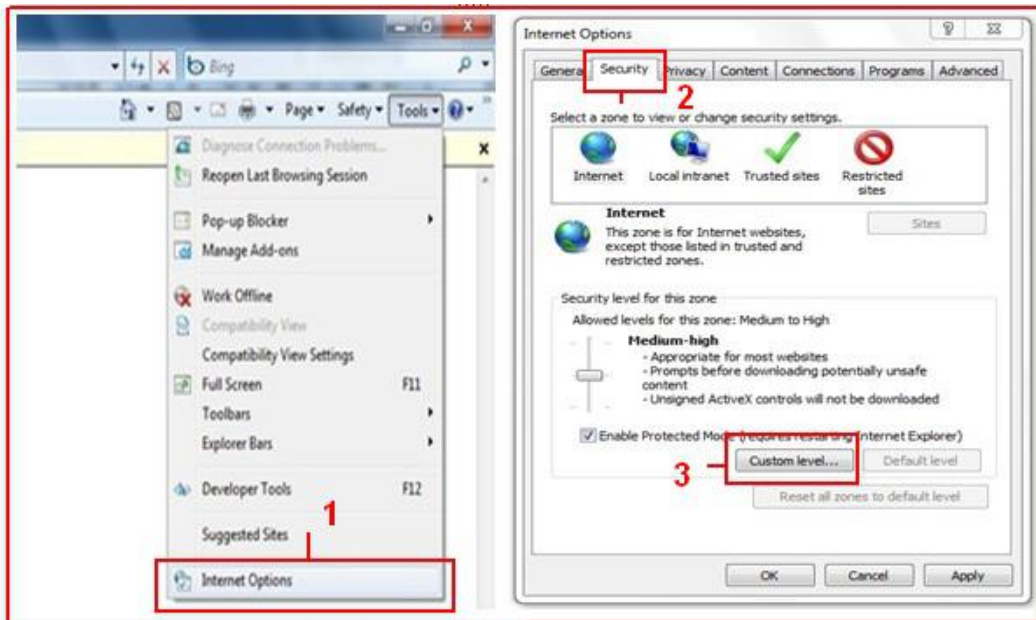 Bing
Page Safety Tools
Diagnose Connection Problems...
Reopen Last Browsing Session
Pop-up Blocker
Manage Add-ons
Work Offline
Compatibility View
Compatibility View Settings
Full Screen F11
Toolbars
Explorer Bars
Developer Tools F12
Suggested Sites
1
Internet Options
Internet Options
General Security Privacy Content Connections Programs Advanced
2
Select a zone to view or change security settings.
Internet Local intranet Trusted sites Restricted
sites
Internet
Sites
This zone is for Internet websites,
except those listed in trusted and
restricted zones.
Security level for this zone
Allowed levels for this zone: Medium to High
Medium-high
- Appropriate for most websites
- Prompts before downloading potentially unsafe
content
- Unsigned ActiveX controls will not be downloaded
Enable Protected Mode (requires restarting Internet Explorer)
3
Custom level... Default level
Reset all zones to default level
OK Cancel Apply